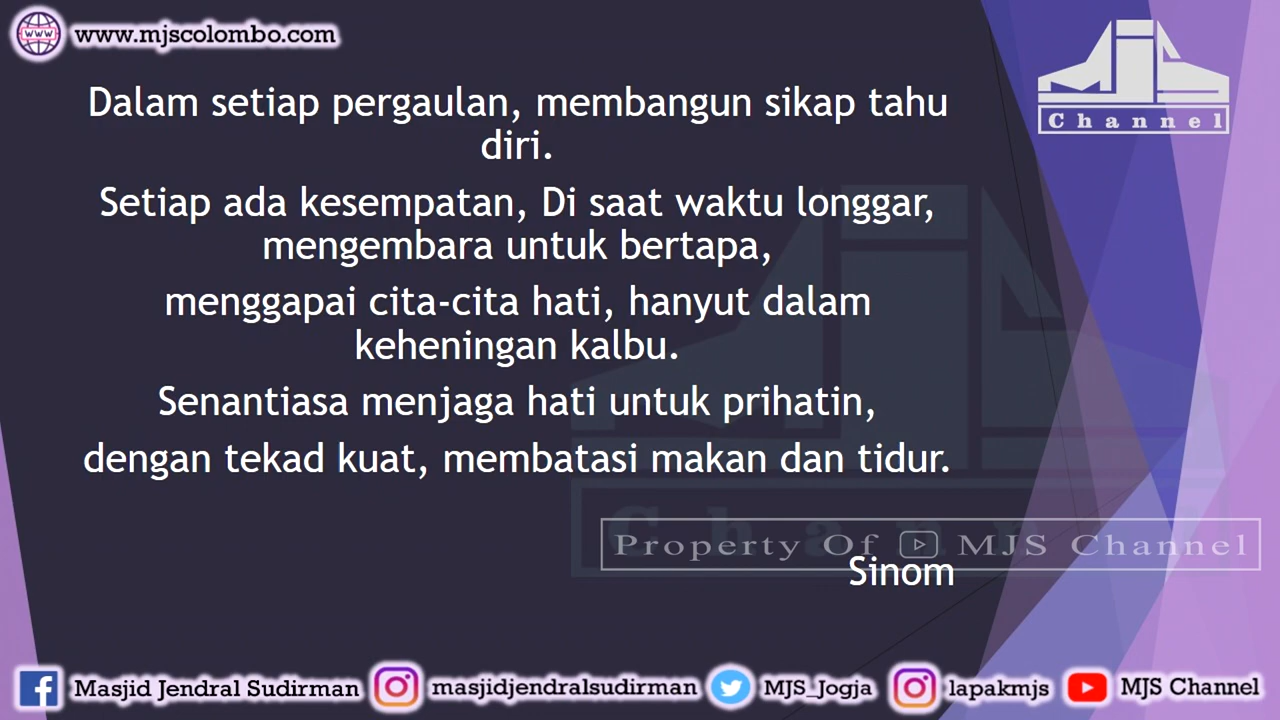 www.mjscolombo.com
MJS
Channel
Dalam setiap pergaulan, membangun sikap tahu
diri.
Setiap ada kesempatan, Di saat waktu longgar,
mengembara untuk bertapa,
menggapai cita-cita hati, hanyut dalam
keheningan kalbu.
Senantiasa menjaga hati untuk prihatin,
dengan tekad kuat, membatasi makan dan tidur.
Property Of MJS Channel
Sinom
Masjid Jendral Sudirman masjidjendralsudirman MJS_Jogja lapakmjs MJS Channel